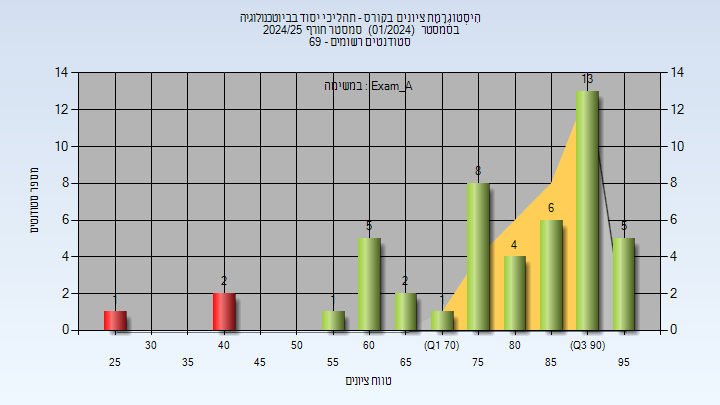 היסטוגרמת ציונים בקורס - תהליכי יסוד בביוטכנולוגיה
בסמסטר (01/2024) סמסטר חורף 2024/25
סטודנטים רשומים - 69
במשימה : Exam_A
מספר סטודנטים
14 14
12 12
10 10
8 8
6 6
4 4
2 2
0 0
1 2 1 5 2 1 8 4 6 13 5
30 40 50 60 (Q1 70) 80 (Q3 90)
25 35 45 55 65 75 85 95
טווח ציונים